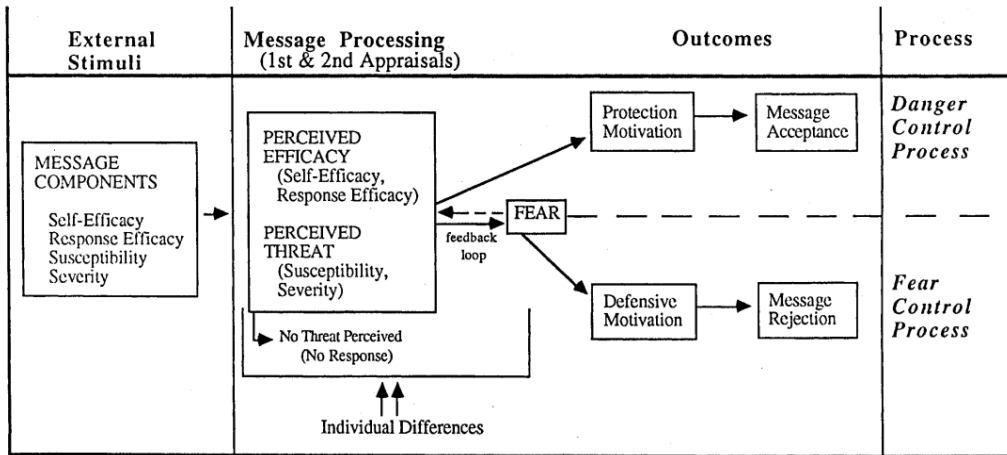 External
Stimuli
Message Processing
(1st & 2nd Appraisals)
Outcomes
Process
MESSAGE
COMPONENTS
Self-Efficacy
Response Efficacy
Susceptibility
Severity
PERCEIVED
EFFICACY
(Self-Efficacy,
Response Efficacy)
PERCEIVED
THREAT
(Susceptibility,
Severity)
No Threat Perceived
(No Response)
Individual Differences
feedback
loop
FEAR
Protection
Motivation
Message
Acceptance
Defensive
Motivation
Message
Rejection
Danger
Control
Process
Fear
Control
Process